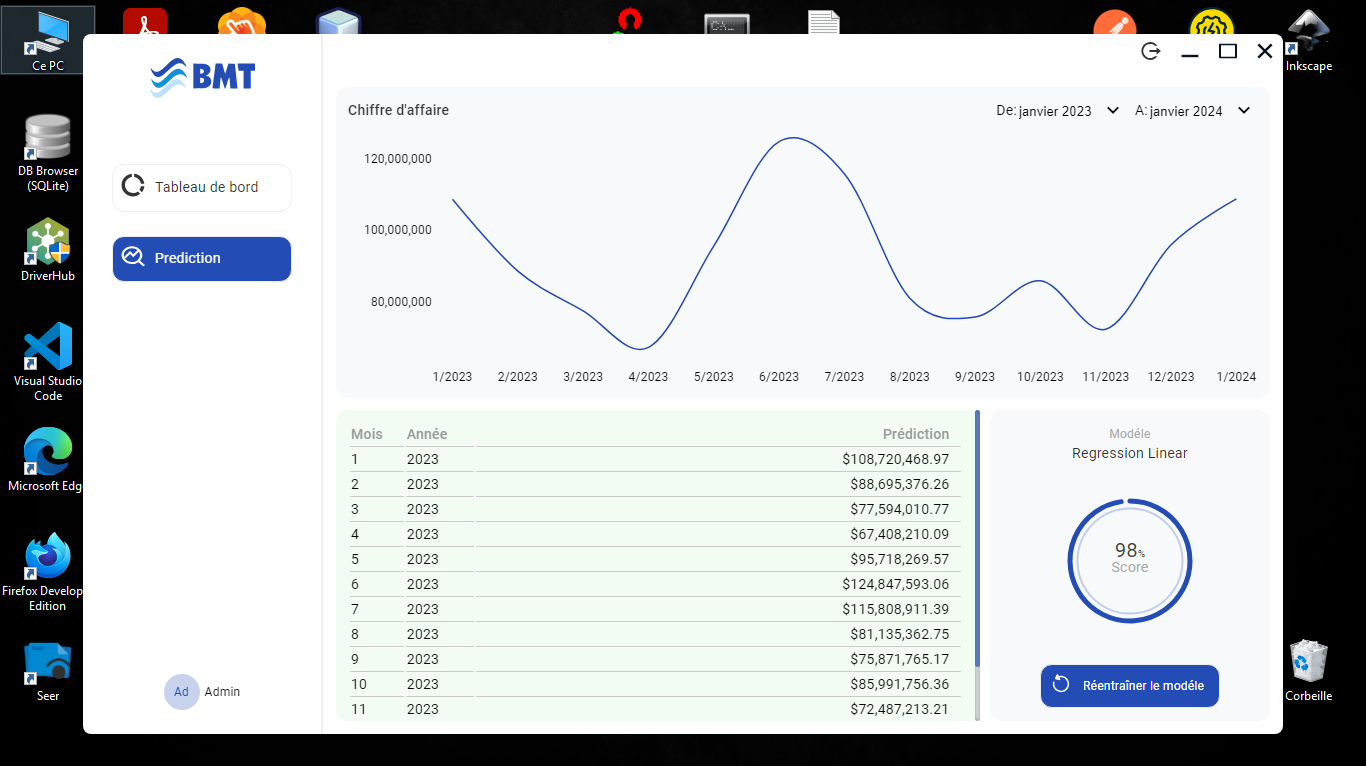 Ce PC
DB Browser
(SQLite)
DriverHub
Visual Studio
Code
Microsoft Edg
Firefox Develop
Edition
Seer
C:\_
Inkscape
Corbeille
BMT
Tableau de bord
Prediction
Ad Admin
Chiffre d'affaire
De: janvier 2023 A: janvier 2024
120,000,000
100,000,000
80,000,000
1/2023 2/2023 3/2023 4/2023 5/2023 6/2023 7/2023 8/2023 9/2023 10/2023 11/2023 12/2023 1/2024
Mois Année Prédiction
1 2023 $108,720,468.97
2 2023 $88,695,376.26
3 2023 $77,594,010.77
4 2023 $67,408,210.09
5 2023 $95,718,269.57
6 2023 $124,847,593.06
7 2023 $115,808,911.39
8 2023 $81,135,362.75
9 2023 $75,871,765.17
10 2023 $85,991,756.36
11 2023 $72,487,213.21
Modéle
Regression Linear
98%
Score
Réentraîner le modéle